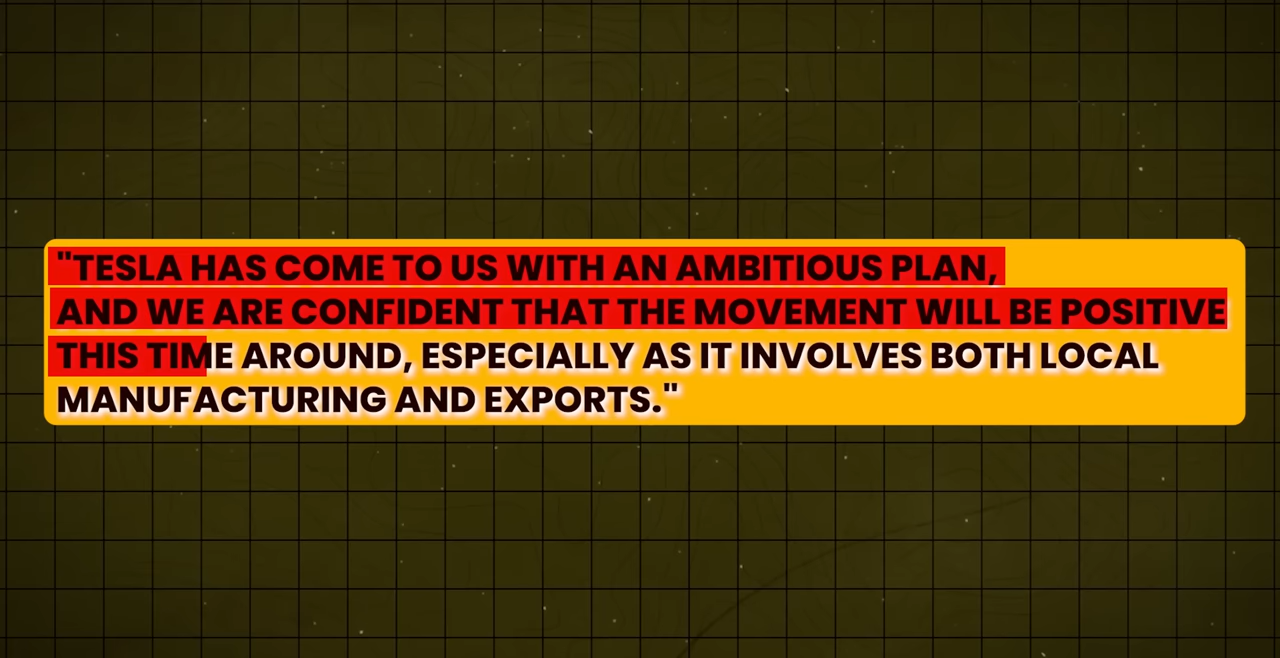 "TESLA HAS COME TO US WITH AN AMBITIOUS PLAN,
AND WE ARE CONFIDENT THAT THE MOVEMENT WILL BE POSITIVE
THIS TIME AROUND, ESPECIALLY AS IT INVOLVES BOTH LOCAL
MANUFACTURING AND EXPORTS."